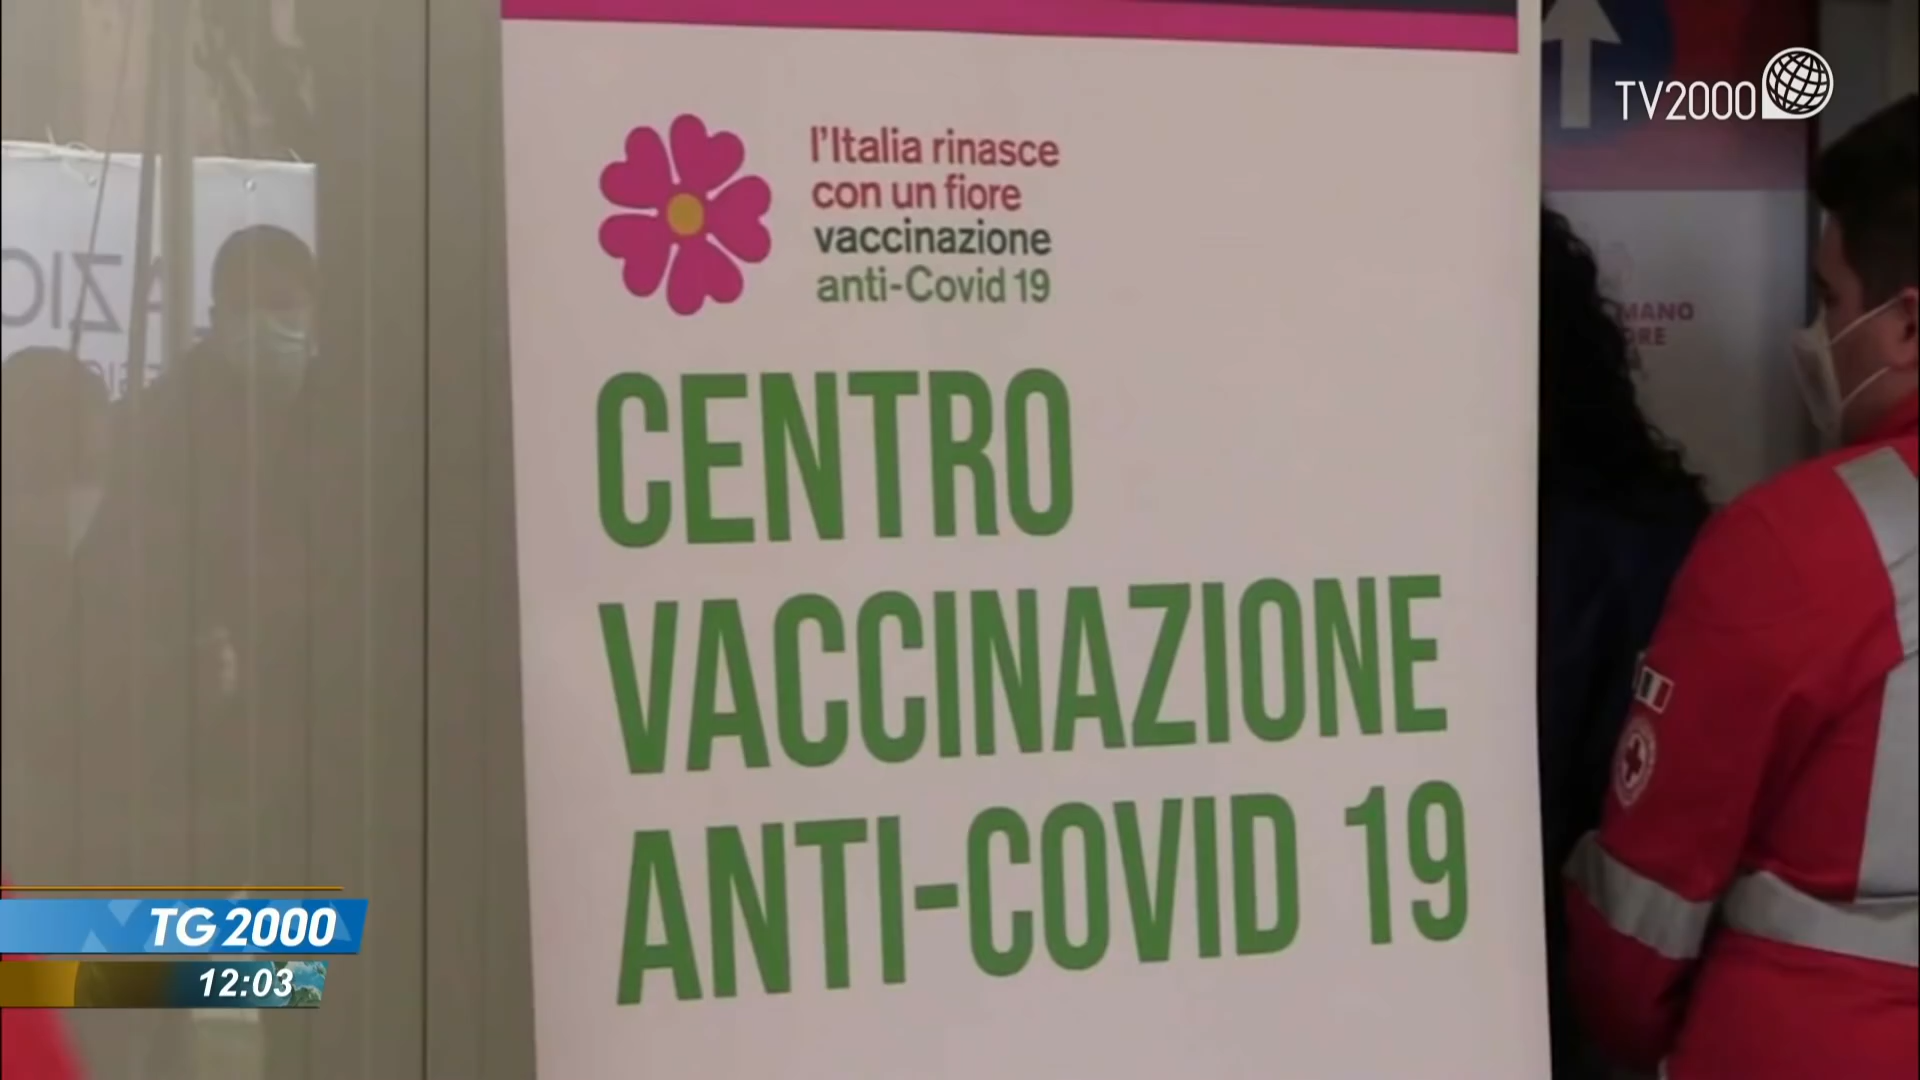 TV2000
l'Italia rinasce
con un fiore
vaccinazione
anti-Covid 19
CENTRO
VACCINAZIONE
ANTI-COVID 19
MANO
TG 2000
12:03